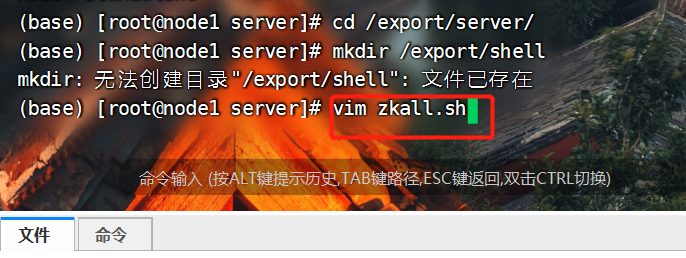 (base) [root@node1 server]# cd /export/server/
(base) [root@node1 server]# mkdir /export/shell
mkdir: 无法创建目录"/export/shell": 文件已存在
(base) [root@node1 server]# vim zkall.sh
命令输入 (按ALT键提示历史,TAB键路径,ESC键返回,双击CTRL切换)
文件 命令